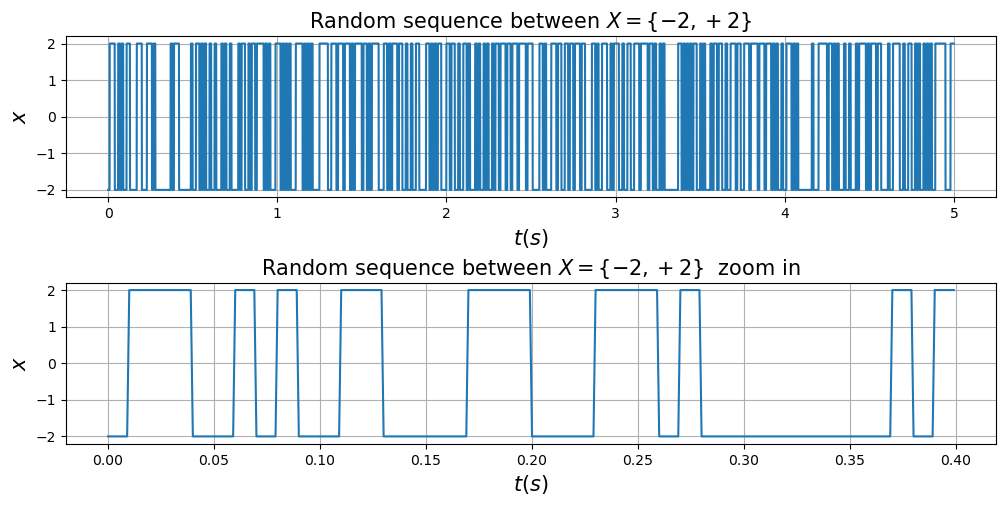 Random sequence between X = {−2, +2}
2
1
0
−1
−2
x
0 1 2 3 4 5
t(s)
Random sequence between X = {−2, +2} zoom in
2
1
0
−1
−2
x
0.00 0.05 0.10 0.15 0.20 0.25 0.30 0.35 0.40
t(s)